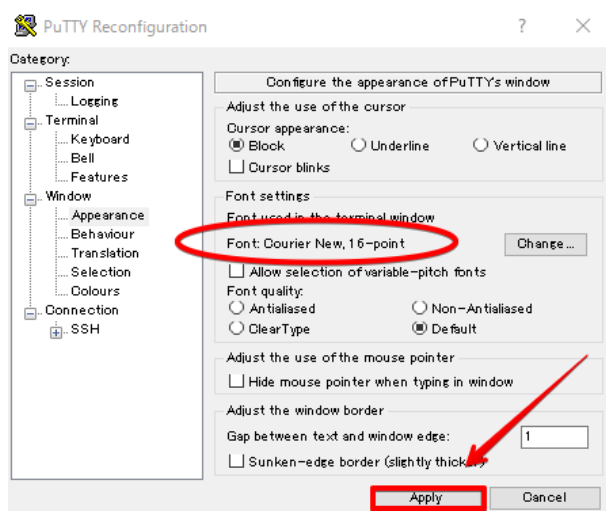 PuTTY Reconfiguration
?
Category:
Session
Logging
Terminal
Keyboard
Bell
Features
Window
Appearance
Behaviour
Translation
Selection
Colours
Connection
SSH
Configure the appearance of PuTTY's window
Adjust the use of the cursor
Cursor appearance:
Block Underline Vertical line
Cursor blinks
Font settings
Font used in the terminal window
Font: Courier New, 16-point Change...
Allow selection of variable-pitch fonts
Font quality:
Antialiased Non-Antialiased
ClearType Default
Adjust the use of the mouse pointer
Hide mouse pointer when typing in window
Adjust the window border
Gap between text and window edge: 1
Sunken-edge border (slightly thicker)
Apply Cancel